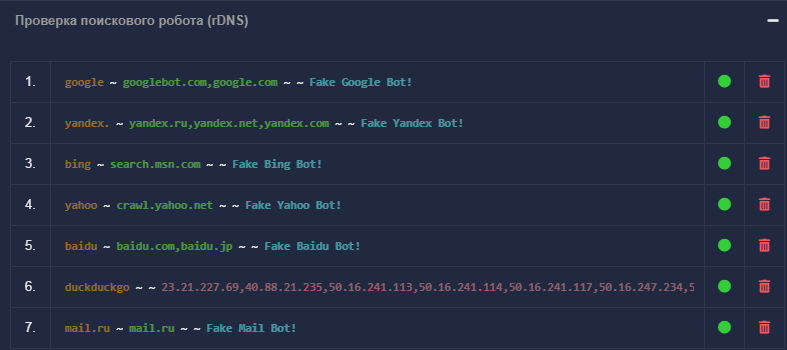 Проверка поискового робота (rDNS)
1. google ~ googlebot.com,google.com ~ ~ Fake Google Bot!
2. yandex. ~ yandex.ru,yandex.net,yandex.com ~ ~ Fake Yandex Bot!
3. bing ~ search.msn.com ~ ~ Fake Bing Bot!
4. yahoo ~ crawl.yahoo.net ~ ~ Fake Yahoo Bot!
5. baidu ~ baidu.com,baidu.jp ~ ~ Fake Baidu Bot!
6. duckduckgo ~ ~ 23.21.227.69,40.88.21.235,50.16.241.113,50.16.241.114,50.16.241.117,50.16.247.234,5
7. mail.ru ~ mail.ru ~ ~ Fake Mail Bot!